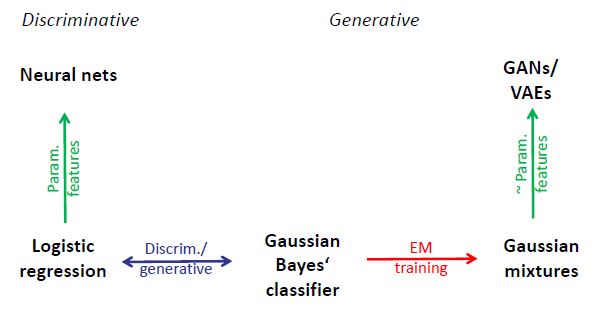 Discriminative
Generative
Neural nets
GANs/
VAEs
Param.
features
~ Param.
features
Logistic
regression
Discrim./
generative
Gaussian
Bayes‘
classifier
EM
training
Gaussian
mixtures